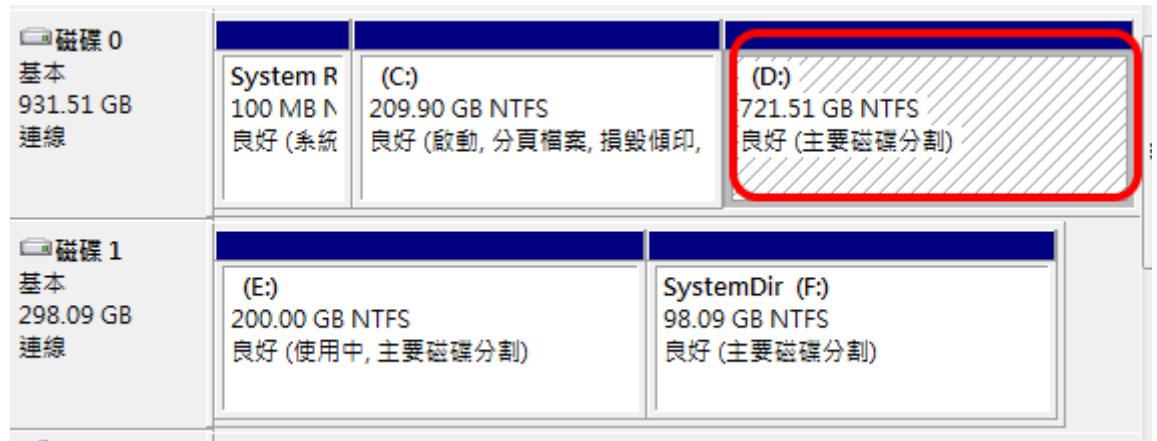 磁碟 0
基本
931.51 GB
連線
System R
100 MB N
良好 (系統
(C:)
209.90 GB NTFS
良好 (啟動, 分頁檔案, 損毀傾印,
(D:)
721.51 GB NTFS
良好 (主要磁碟分割)
磁碟 1
基本
298.09 GB
連線
(E:)
200.00 GB NTFS
良好 (使用中, 主要磁碟分割)
SystemDir (F:)
98.09 GB NTFS
良好 (主要磁碟分割)